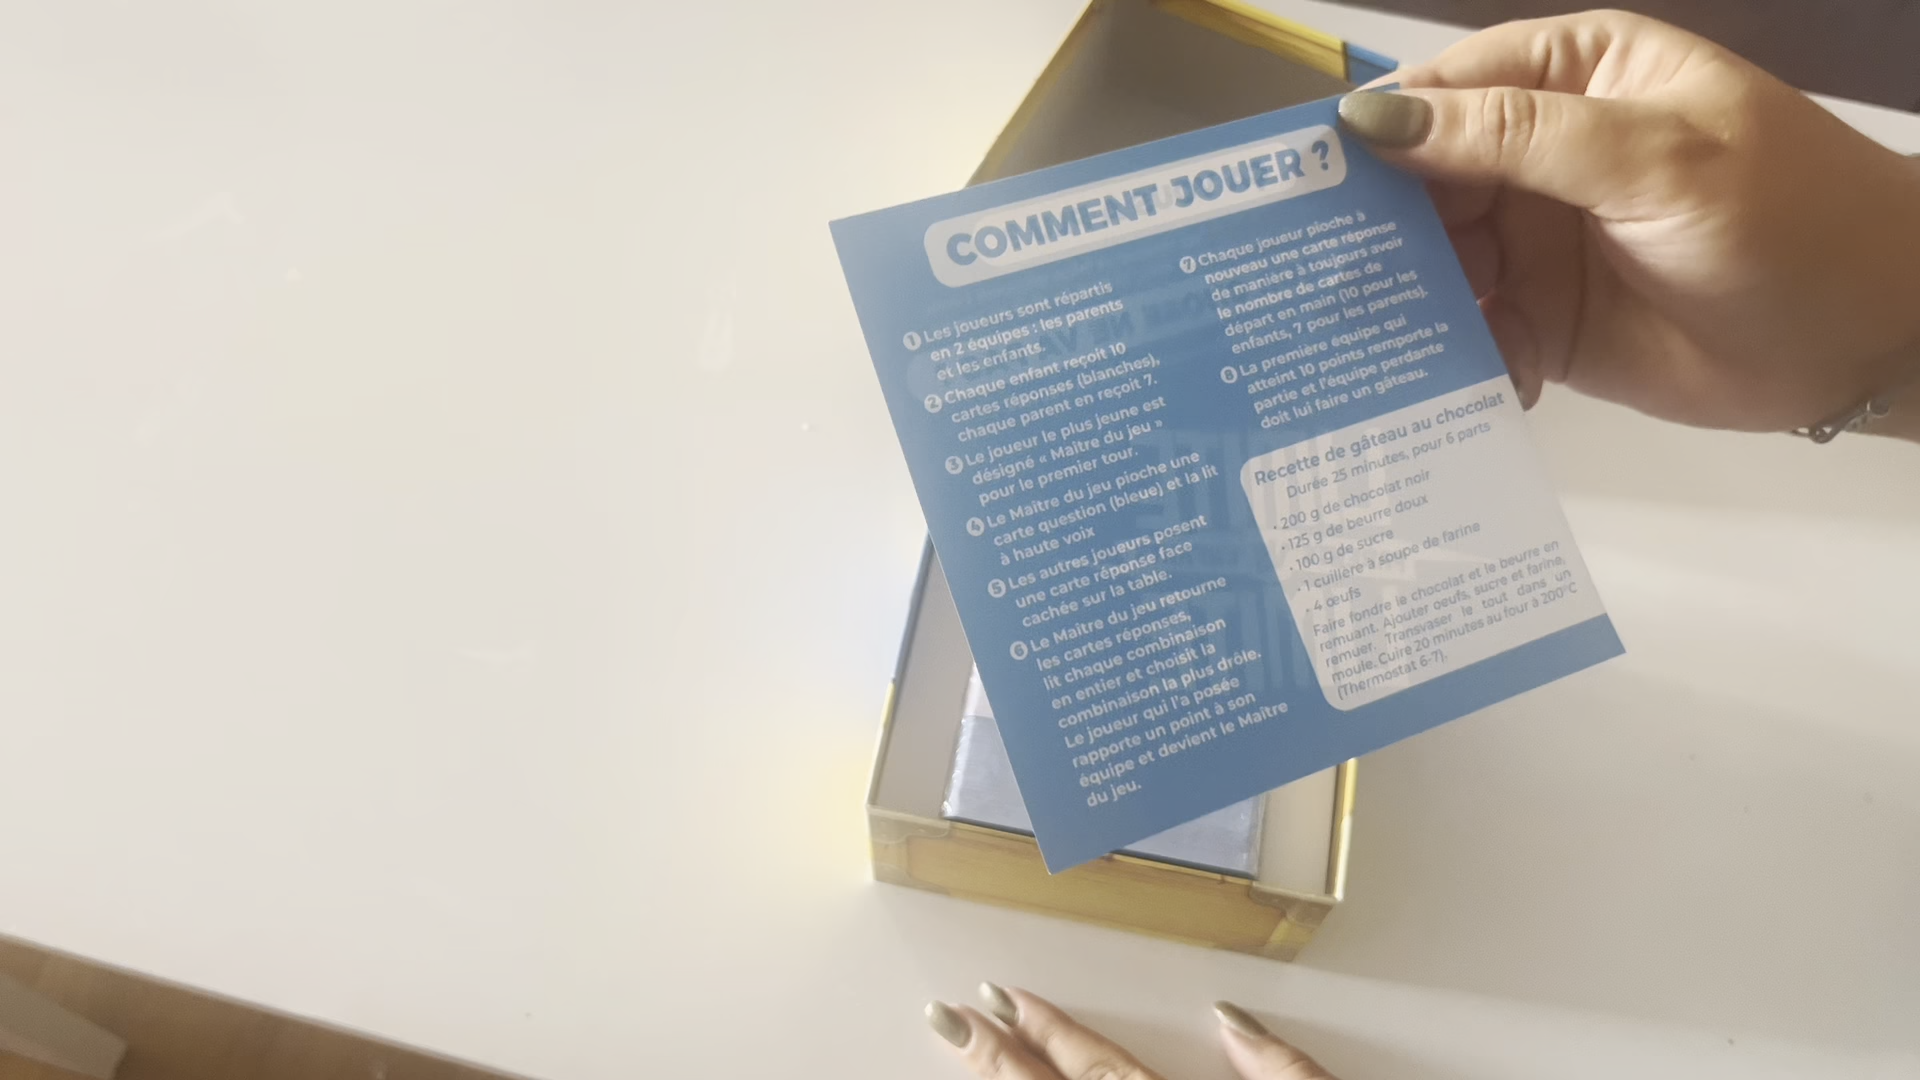 COMMENT JOUER ?
1 Les joueurs sont répartis
en 2 équipes : les parents
et les enfants.
2 Chaque enfant reçoit 10
cartes réponses (blanches),
chaque parent en reçoit 7.
3 Le joueur le plus jeune est
désigné « Maître du jeu »
pour le premier tour.
4 Le Maître du jeu pioche une
carte question (bleue) et la lit
à haute voix
5 Les autres joueurs posent
une carte réponse face
cachée sur la table.
6 Le Maître du jeu retourne
les cartes réponses,
lit chaque combinaison
en entier et choisit la
combinaison la plus drôle.
Le joueur qui l'a posée
rapporte un point à son
équipe et devient le Maître
du jeu.
7 Chaque joueur pioche à
nouveau une carte réponse
de manière à toujours avoir
le nombre de cartes de
départ en main (10 pour les
enfants, 7 pour les parents).
8 La première équipe qui
atteint 10 points remporte la
partie et l'équipe perdante
doit lui faire un gâteau.
Recette de gâteau au chocolat
Durée 25 minutes, pour 6 parts
• 200 g de chocolat noir
• 125 g de beurre doux
• 100 g de sucre
• 1 cuillère à soupe de farine
• 4 œufs
Faire fondre le chocolat et le beurre en
remuant. Ajouter oeufs, sucre et farine,
remuer. Transvaser le tout dans un
moule. Cuire 20 minutes au four à 200°C
(Thermostat 6-7).